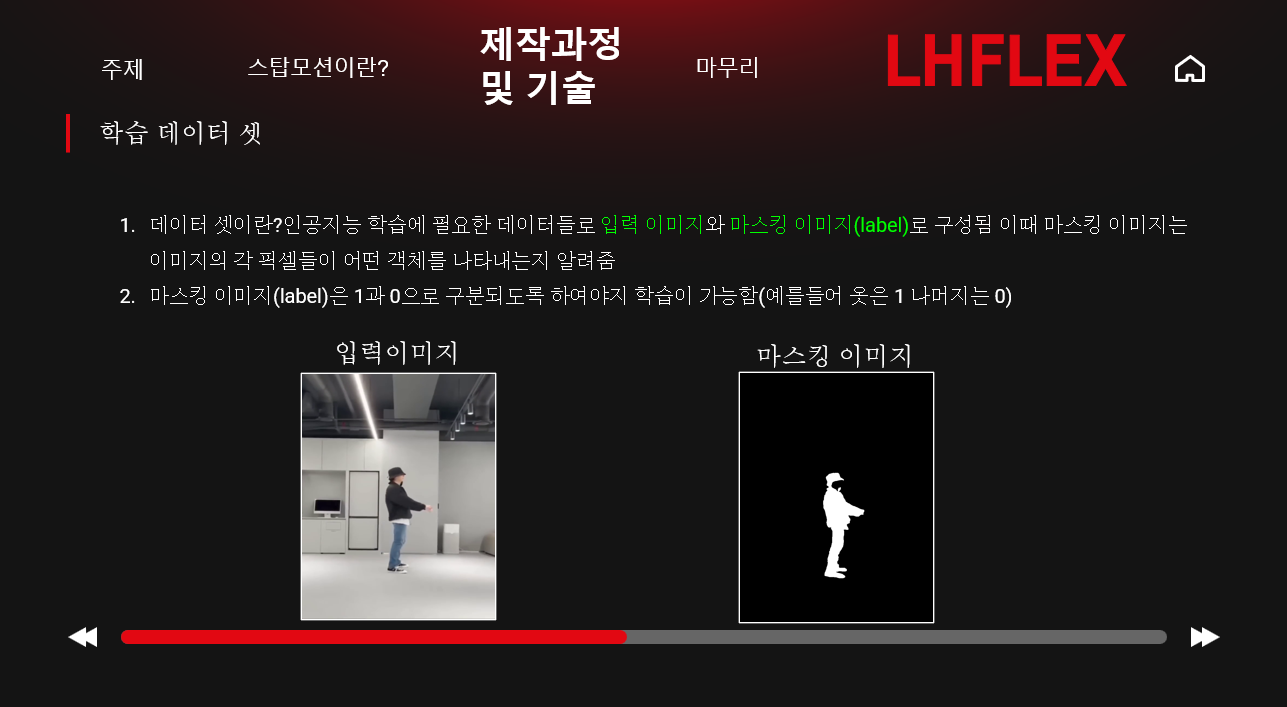 주제
스탑모션이란?
제작과정
및 기술
마무리
LHFLEX
학습 데이터 셋
1. 데이터 셋이란?인공지능 학습에 필요한 데이터들로 입력 이미지와 마스킹 이미지(label)로 구성됨 이때 마스킹 이미지는
이미지의 각 픽셀들이 어떤 객체를 나타내는지 알려줌
2. 마스킹 이미지(label)은 1과 0으로 구분되도록 하여야지 학습이 가능함(예를들어 옷은 1 나머지는 0)
입력이미지
마스킹 이미지